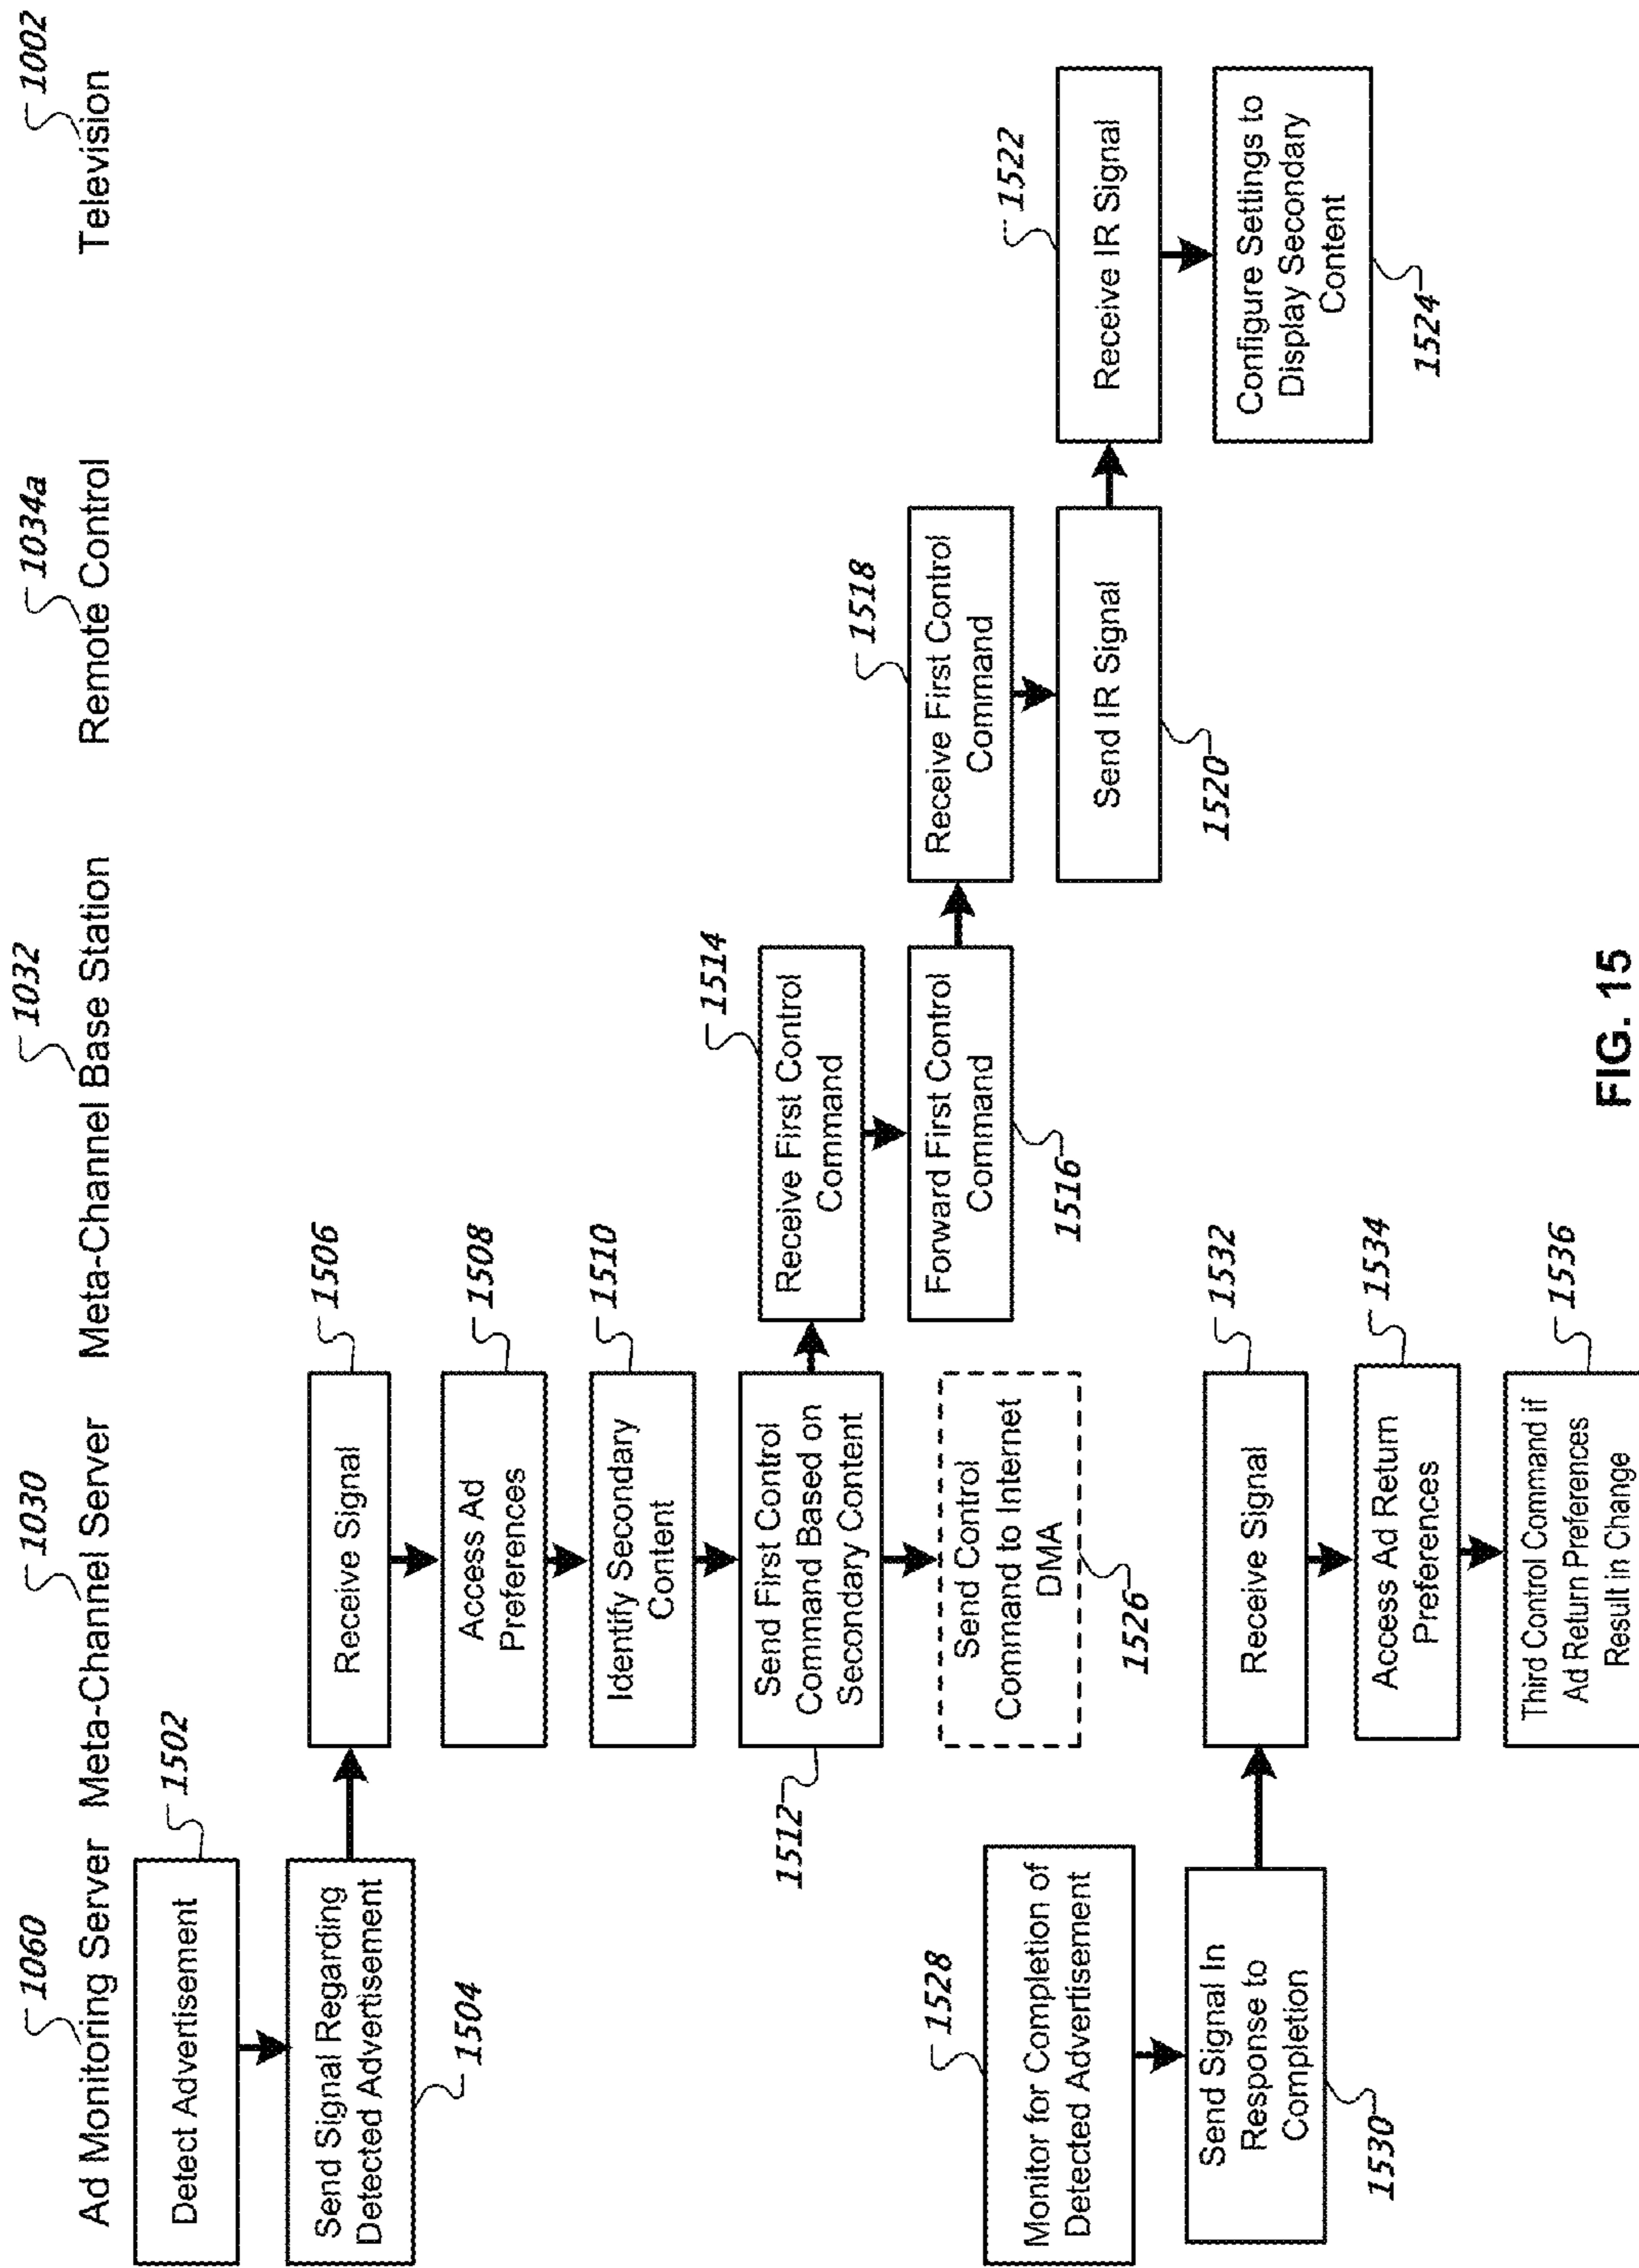 1060
Ad Monitoring Server
1030
Meta-Channel Server
1032
Meta-Channel Base Station
1034a
Remote Control
1002
Television
Detect Advertisement
1502
Send Signal Regarding
Detected Advertisement
1504
Receive Signal
1506
Access Ad
Preferences
1508
Identify Secondary
Content
1510
Send First Control
Command Based on
Secondary Content
1512
Receive First Control
Command
1514
Forward First Control
Command
1516
Receive First Control
Command
1518
Send IR Signal
1520
Receive IR Signal
1522
Configure Settings to
Display Secondary
Content
1524
Send Control
Command to Internet
DMA
1526
Monitor for Completion of
Detected Advertisement
1528
Send Signal In
Response to
Completion
1530
Receive Signal
1532
Access Ad Return
Preferences
1534
Third Control Command if
Ad Return Preferences
Result in Change
1536
FIG. 15